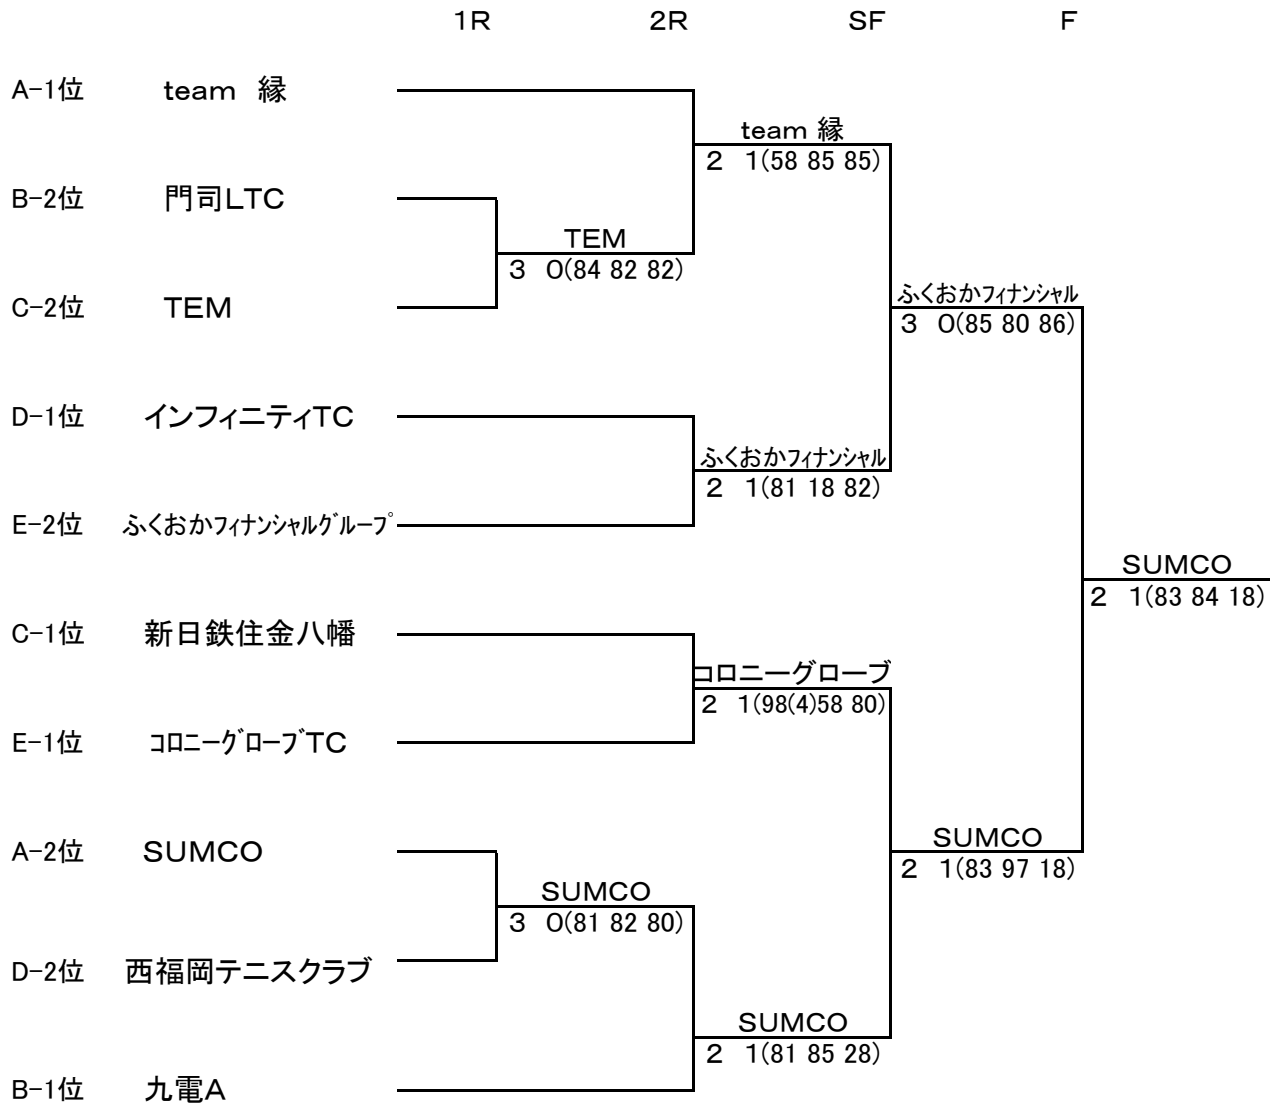 1R 2R SF F
A-1位 team 縁
team 縁
2 1(58 85 85)
B-2位 門司LTC
TEM
3 0(84 82 82)
C-2位 TEM
ふくおかフィナンシャル
3 0(85 80 86)
D-1位 インフィニティTC
ふくおかフィナンシャル
2 1(81 18 82)
E-2位 ふくおかフィナンシャルグループ
SUMCO
2 1(83 84 18)
C-1位 新日鉄住金八幡
コロニーグローブ
2 1(98(4)58 80)
E-1位 コロニーグローブTC
A-2位 SUMCO
SUMCO
2 1(83 97 18)
SUMCO
3 0(81 82 80)
D-2位 西福岡テニスクラブ
SUMCO
2 1(81 85 28)
B-1位 九電A